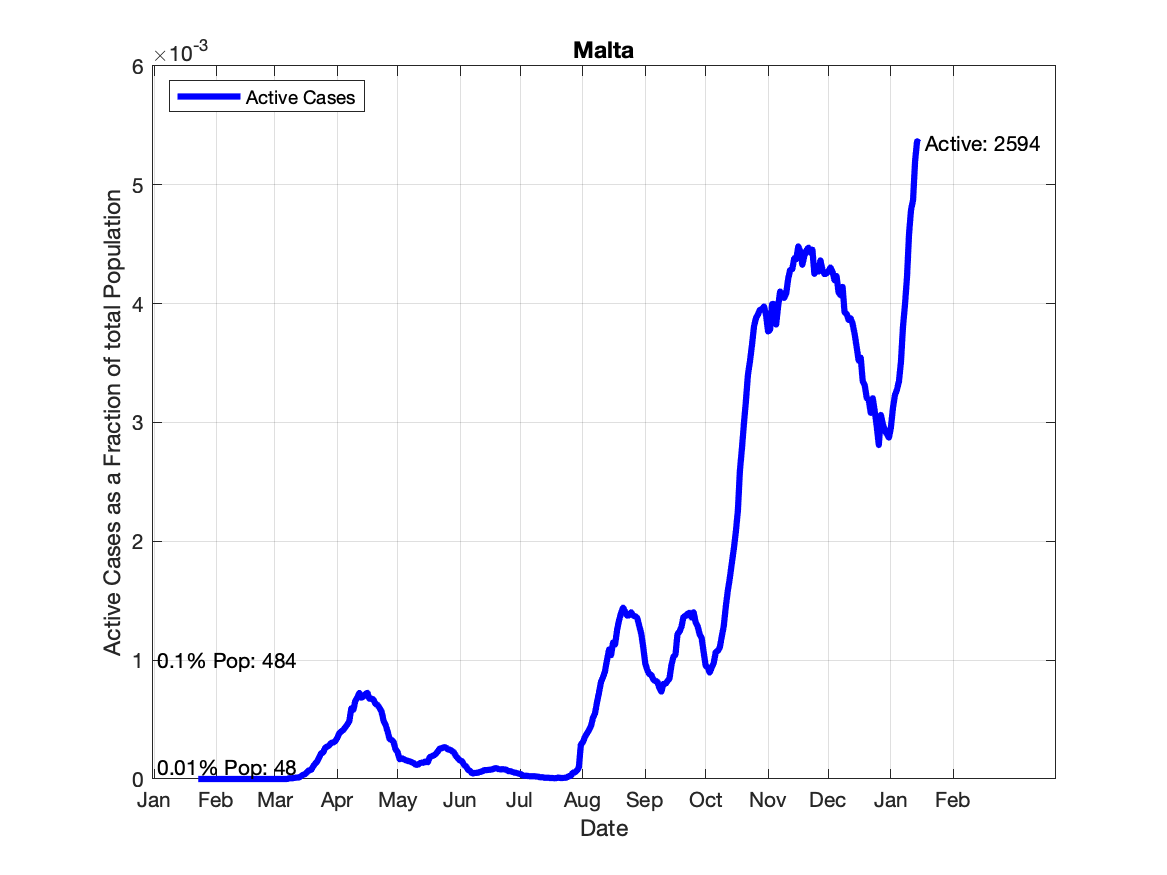 Malta
×10-3
6
Active Cases
Active: 2594
5
4
3
2
1
0.1% Pop: 484
0.01% Pop: 48
0
Active Cases as a Fraction of total Population
Jan Feb Mar Apr May Jun Jul Aug Sep Oct Nov Dec Jan Feb
Date